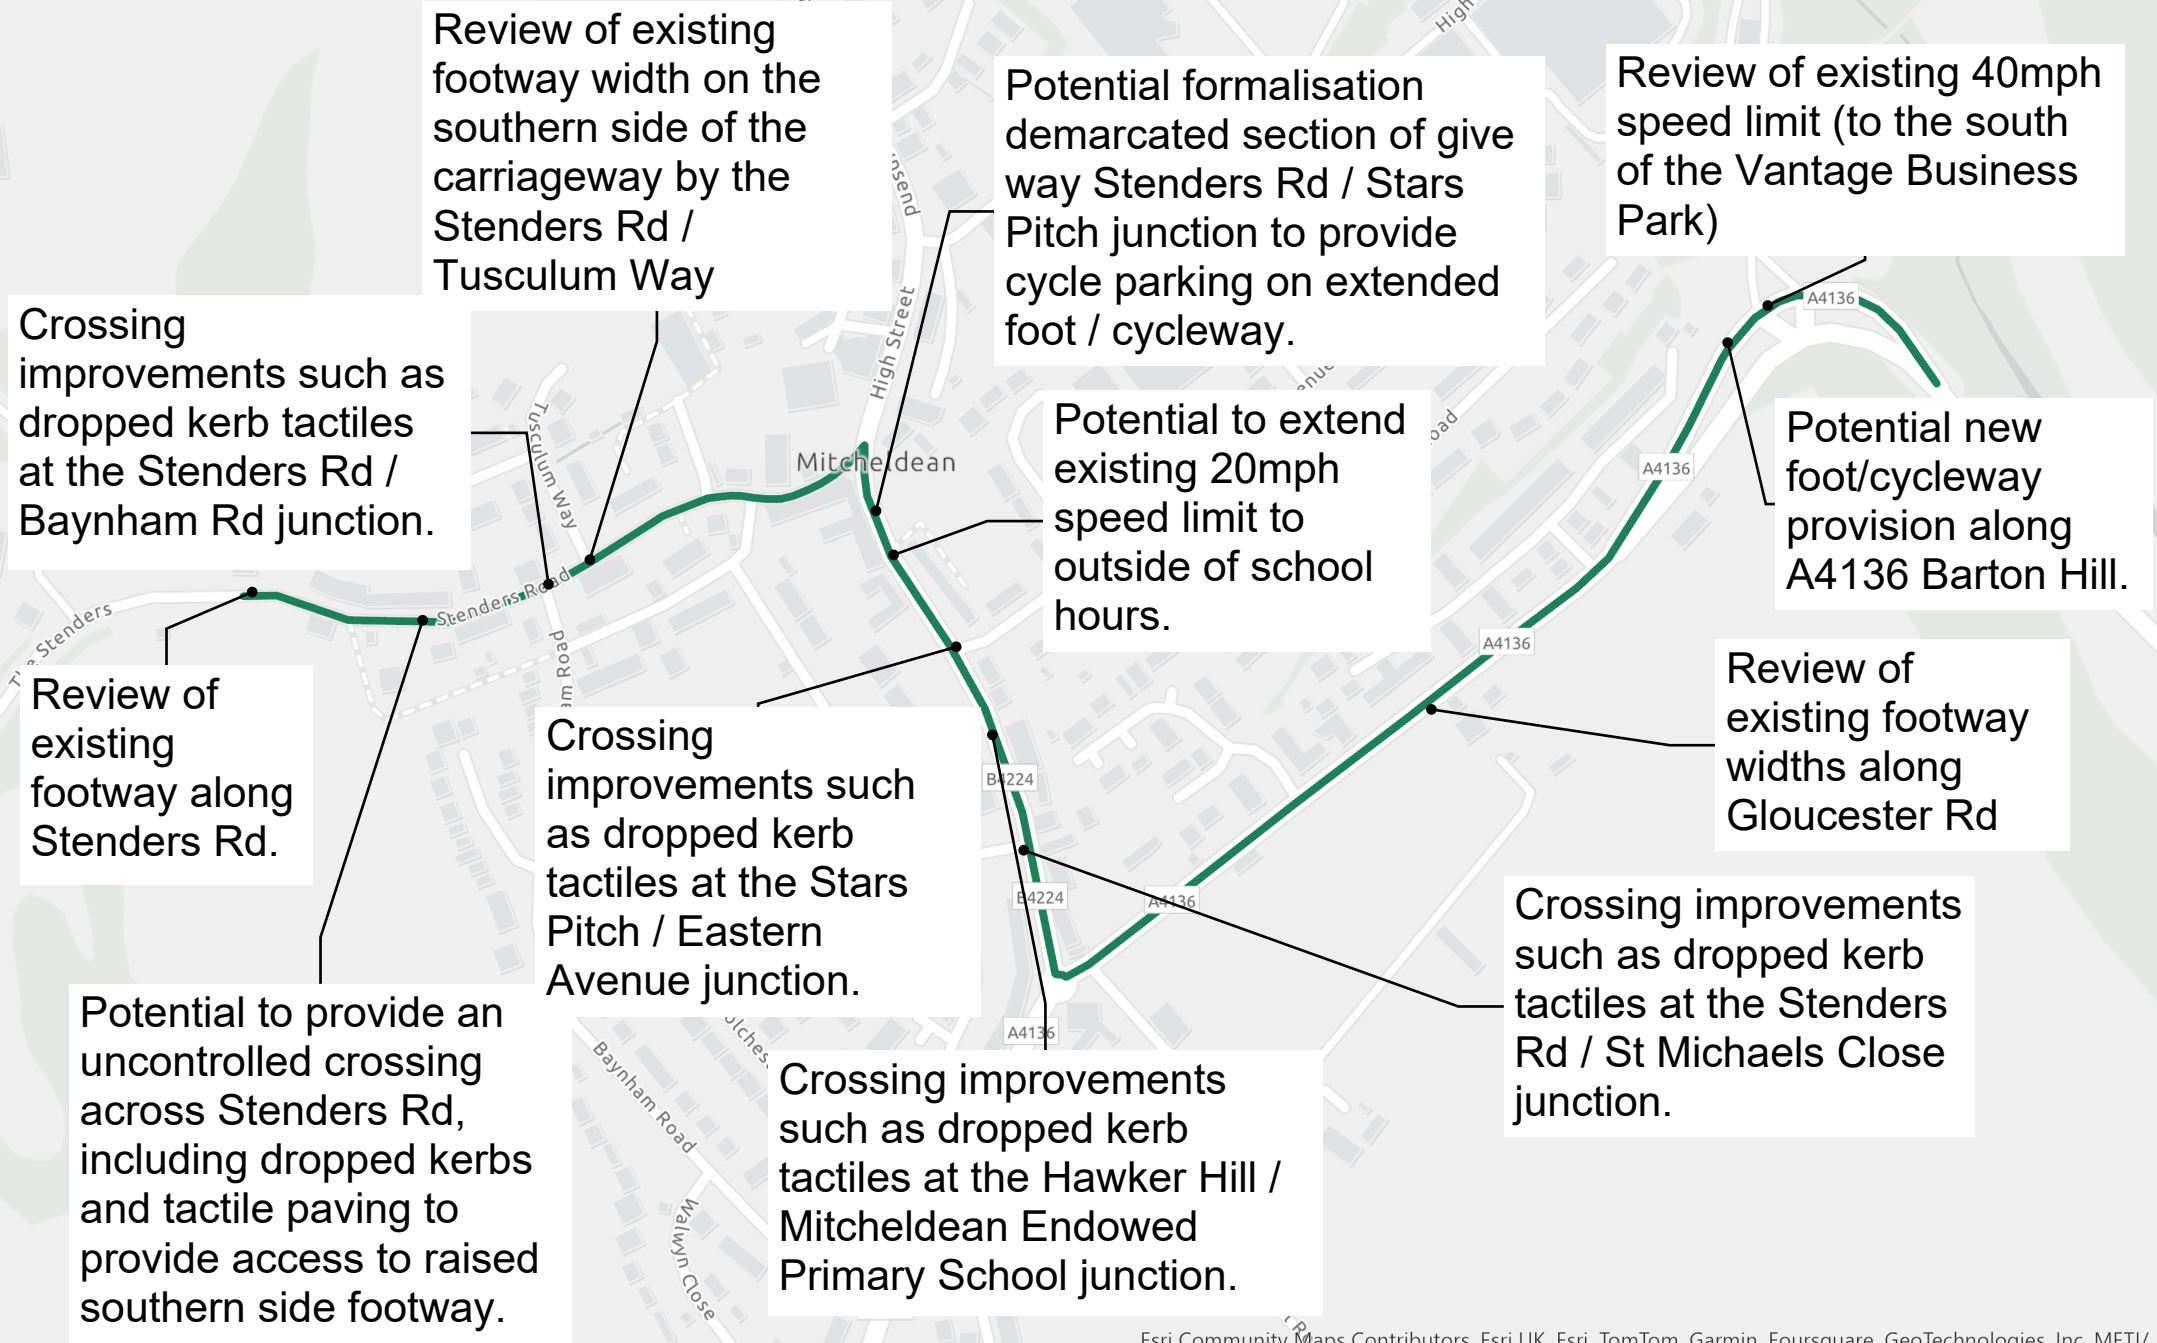 Review of existing
footway width on the
southern side of the
carriageway by the
Stenders Rd /
Tusculum Way
Potential formalisation
demarcated section of give
way Stenders Rd / Stars
Pitch junction to provide
cycle parking on extended
foot / cycleway.
Review of existing 40mph
speed limit (to the south
of the Vantage Business
Park)
Crossing
improvements such as
dropped kerb tactiles
at the Stenders Rd /
Baynham Rd junction.
Potential to extend
existing 20mph
speed limit to
outside of school
hours.
Potential new
foot/cycleway
provision along
A4136 Barton Hill.
Review of
existing
footway along
Stenders Rd.
Crossing
improvements such
as dropped kerb
tactiles at the Stars
Pitch / Eastern
Avenue junction.
Review of
existing footway
widths along
Gloucester Rd
Crossing improvements
such as dropped kerb
tactiles at the Stenders
Rd / St Michaels Close
junction.
Potential to provide an
uncontrolled crossing
across Stenders Rd,
including dropped kerbs
and tactile paving to
provide access to raised
southern side footway.
Crossing improvements
such as dropped kerb
tactiles at the Hawker Hill /
Mitcheldean Endowed
Primary School junction.
High
High Street
Tusculum Way
Mitcheldean
The Stenders
Stenders Road
Baynham Road
Walwyn Close
A4136
A4136
A4136
A4136
A4136
B4224
B4224
Esri Community Maps Contributors, Esri UK, Esri, TomTom, Garmin, Foursquare, GeoTechnologies, Inc, METI/